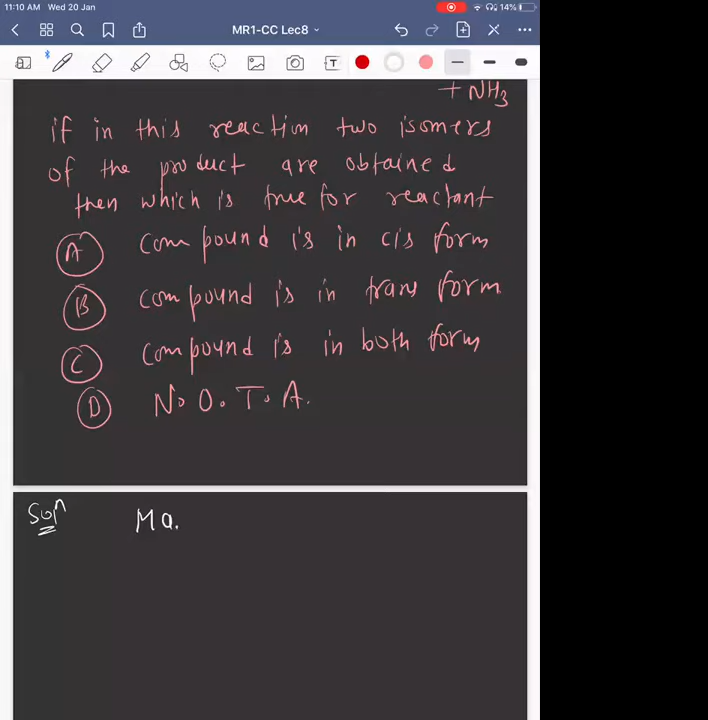 11:10 AM Wed 20 Jan
14%
MR1-CC Lec8
T
+ NH3
if in this reaction two isomers
of the product are obtained
then which is true for reactant
A compound is in cis form
B compound is in trans form
C compound is in both form
D N. O. T. A.
Soln Ma